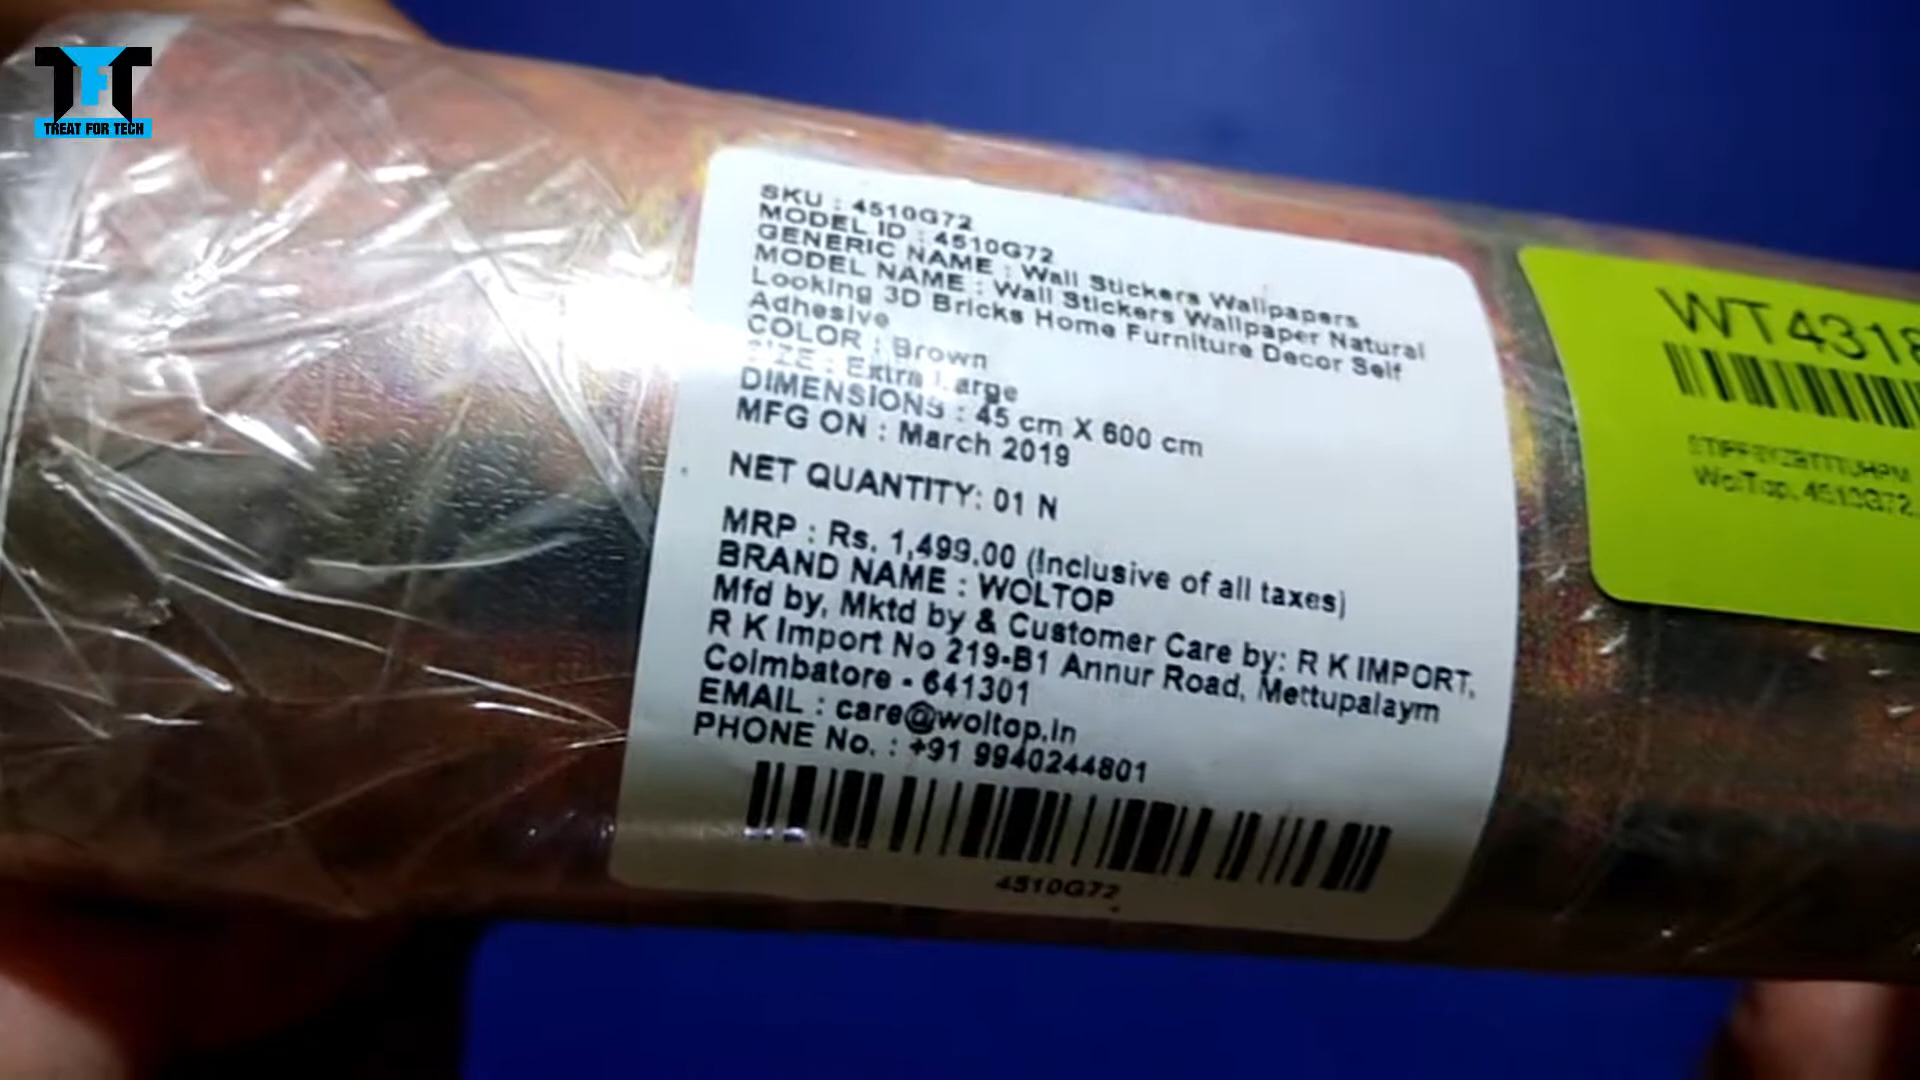 TFT
TREAT FOR TECH
SKU : 4510G72
MODEL ID : 4510G72
GENERIC NAME : Wall Stickers Wallpapers
MODEL NAME : Wall Stickers Wallpaper Natural
Looking 3D Bricks Home Furniture Decor Self
Adhesive
COLOR : Brown
SIZE : Extra Large
DIMENSIONS : 45 cm X 600 cm
MFG ON : March 2019
NET QUANTITY: 01 N
MRP : Rs. 1,499.00 (Inclusive of all taxes)
BRAND NAME : WOLTOP
Mfd by, Mktd by & Customer Care by: R K IMPORT,
R K Import No 219-B1 Annur Road, Mettupalaym
Coimbatore - 641301
EMAIL : care@woltop.in
PHONE No. : +91 9940244801
4510G72
WT4318
WolTop, 4510G72